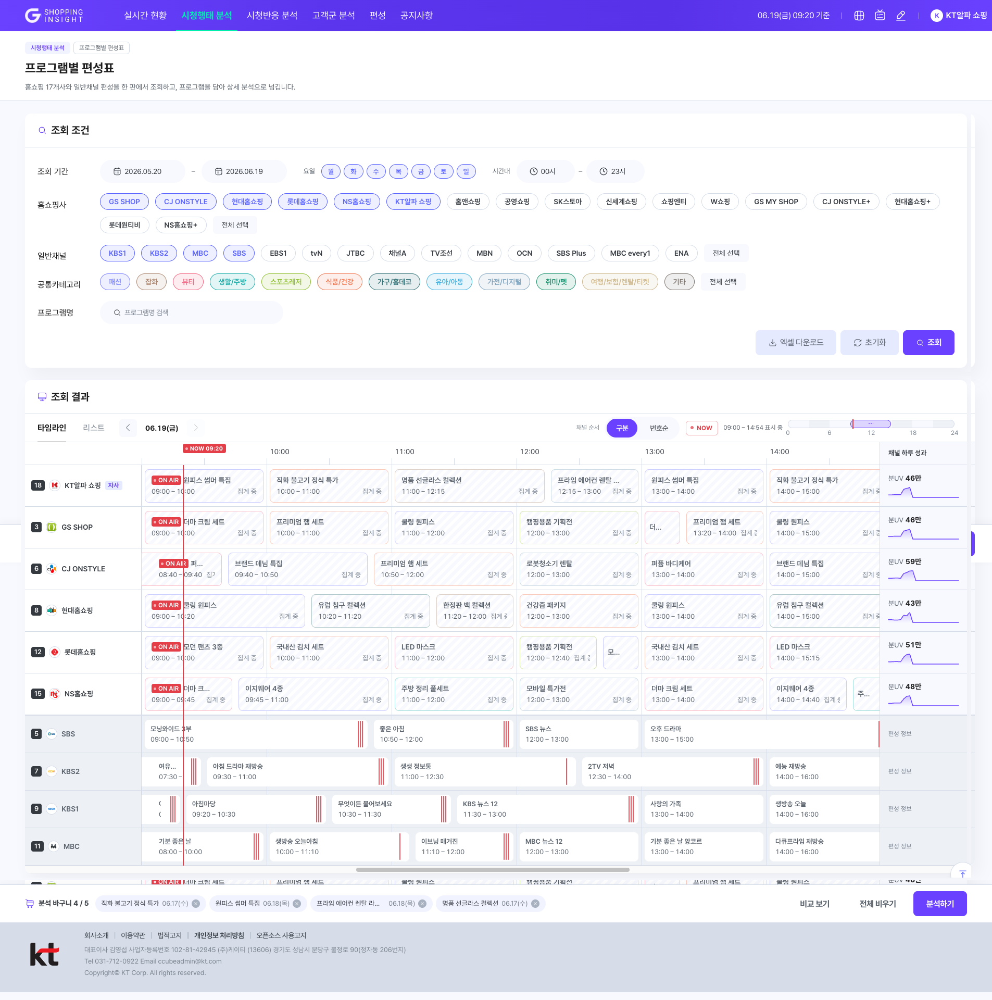 SHOPPING INSIGHT
실시간 현황 시청행태 분석 시청반응 분석 고객군 분석 편성 공지사항
06.19(금) 09:20 기준
K KT알파 쇼핑
시청행태 분석 프로그램별 편성표
프로그램별 편성표
홈쇼핑 17개사와 일반채널 편성을 한 판에서 조회하고, 프로그램을 담아 상세 분석으로 넘깁니다.
조회 조건
조회 기간 2026.05.20 – 2026.06.19 요일 월 화 수 목 금 토 일 시간대 00시 – 23시
홈쇼핑사 GS SHOP CJ ONSTYLE 현대홈쇼핑 롯데홈쇼핑 NS홈쇼핑 KT알파 쇼핑 홈앤쇼핑 공영쇼핑 SK스토아 신세계쇼핑 쇼핑엔티 W쇼핑 GS MY SHOP CJ ONSTYLE+ 현대홈쇼핑+
롯데원티비 NS홈쇼핑+ 전체 선택
일반채널 KBS1 KBS2 MBC SBS EBS1 tvN JTBC 채널A TV조선 MBN OCN SBS Plus MBC every1 ENA 전체 선택
공통카테고리 패션 잡화 뷰티 생활/주방 스포츠레저 식품/건강 가구/홈데코 유아/아동 가전/디지털 취미/펫 여행/보험/렌탈/티켓 기타 전체 선택
프로그램명 프로그램명 검색
엑셀 다운로드 초기화 조회
조회 결과
타임라인 리스트 06.19(금) 채널 순서 구분 번호순 NOW 09:00 – 14:54 표시 중
0 6 12 18 24
NOW 09:20 10:00 11:00 12:00 13:00 14:00 채널 하루 성과
18 KT알파 쇼핑 자사
ON AIR 원피스 썸머 특집 직화 불고기 정식 특가 명품 선글라스 컬렉션 프라임 에어컨 렌탈 ... 원피스 썸머 특집 직화 불고기 정식 특가 분UV 46만
09:00 – 10:00 집계 중 10:00 – 11:00 집계 중 11:00 – 12:15 집계 중 12:15 – 13:00 집계 중 13:00 – 14:00 집계 중 14:00 – 15:00 집계 중
3 GS SHOP
ON AIR 더마 크림 세트 프리미엄 햄 세트 쿨링 원피스 캠핑용품 기획전 더... 프리미엄 햄 세트 쿨링 원피스 분UV 46만
09:00 – 10:00 집계 중 10:00 – 11:00 집계 중 11:00 – 12:00 집계 중 12:00 – 13:00 집계 중 13:20 – 14:00 집계 중 14:00 – 15:00 집계 중
6 CJ ONSTYLE
ON AIR 퍼... 브랜드 데님 특집 프리미엄 햄 세트 로봇청소기 렌탈 퍼퓸 바디케어 브랜드 데님 특집 분UV 59만
08:40 – 09:40 집계 09:40 – 10:50 집계 중 10:50 – 12:00 집계 중 12:00 – 13:00 집계 중 13:00 – 14:00 집계 중 14:00 – 15:00 집계 중
8 현대홈쇼핑
ON AIR 쿨링 원피스 유럽 침구 컬렉션 한정판 백 컬렉션 건강즙 패키지 쿨링 원피스 유럽 침구 컬렉션 분UV 43만
09:00 – 10:20 집계 중 10:20 – 11:20 집계 중 11:20 – 12:00 집계 중 12:00 – 13:00 집계 중 13:00 – 14:00 집계 중 14:00 – 15:00 집계 중
12 롯데홈쇼핑
ON AIR 모던 팬츠 3종 국내산 김치 세트 LED 마스크 캠핑용품 기획전 모... 국내산 김치 세트 LED 마스크 분UV 51만
09:00 – 10:00 집계 중 10:00 – 11:00 집계 중 11:00 – 12:00 집계 중 12:00 – 12:40 집계 중 13:00 – 14:00 집계 중 14:00 – 15:15
15 NS홈쇼핑
ON AIR 더마 크... 이지웨어 4종 주방 정리 풀세트 모바일 특가전 더마 크림 세트 이지웨어 4종 주... 분UV 48만
09:00 – 09:45 집계 중 09:45 – 11:00 집계 중 11:00 – 12:00 집계 중 12:00 – 13:00 집계 중 13:00 – 14:00 집계 중 14:00 – 14:40 집계 중
5 SBS
모닝와이드 3부 좋은 아침 SBS 뉴스 오후 드라마 편성 정보
09:00 – 10:50 10:50 – 12:00 12:00 – 13:00 13:00 – 15:00
7 KBS2
여유... 아침 드라마 재방송 생생 정보통 2TV 저녁 예능 재방송 편성 정보
07:30 – 09:30 – 11:00 11:00 – 12:30 12:30 – 14:00 14:00 – 16:00
9 KBS1
아침마당 무엇이든 물어보세요 KBS 뉴스 12 사랑의 가족 생방송 오늘 편성 정보
09:20 – 10:30 10:30 – 11:30 11:30 – 13:00 13:00 – 14:00 14:00 – 16:00
11 MBC
기분 좋은 날 생방송 오늘아침 이브닝 매거진 MBC 뉴스 12 기분 좋은 날 앙코르 다큐프라임 재방송 편성 정보
08:00 – 10:00 10:00 – 11:10 11:10 – 12:00 12:00 – 13:00 13:00 – 14:00 14:00 – 16:00
ON AIR 더마 크림 세트 프리미엄 햄 세트 쿨링 원피스 캠핑용품 기획전 프리미엄 햄 세트 쿨링 원피스 분UV 46만
분석 바구니 4 / 5 직화 불고기 정식 특가 06.17(수) 원피스 썸머 특집 06.18(목) 프라임 에어컨 렌탈 라... 06.18(목) 명품 선글라스 컬렉션 06.17(수) 비교 보기 전체 비우기 분석하기
회사소개 이용약관 법적고지 개인정보 처리방침 오픈소스 사용고지
kt
대표이사 김영섭 사업자등록번호 102-81-42945 (주)케이티 (13606) 경기도 성남시 분당구 불정로 90(정자동 206번지)
Tel 031-712-0922 Email ccubeadmin@kt.com
Copyright© KT Corp. All rights reserved.